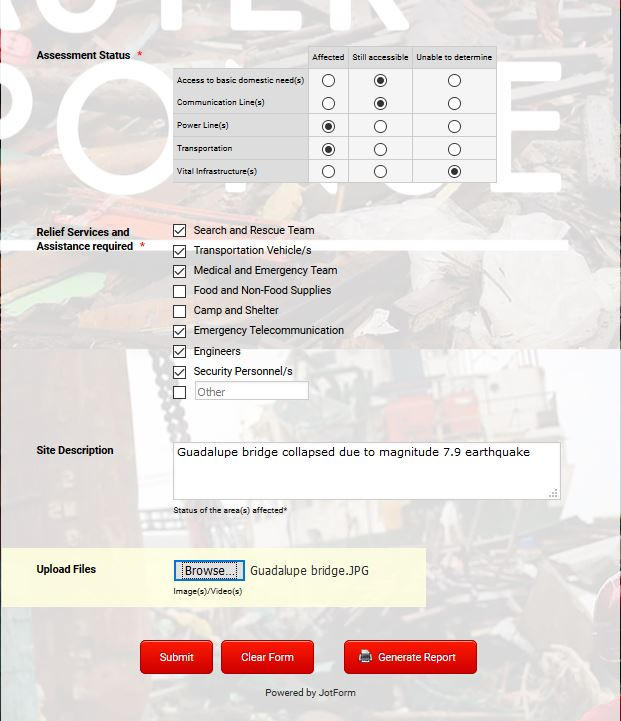 Assessment Status *
Affected Still accessible Unable to determine
Access to basic domestic need(s)
Communication Line(s)
Power Line(s)
Transportation
Vital Infrastructure(s)
Relief Services and
Assistance required *
Search and Rescue Team
Transportation Vehicle/s
Medical and Emergency Team
Food and Non-Food Supplies
Camp and Shelter
Emergency Telecommunication
Engineers
Security Personnel/s
Other
Site Description
Guadalupe bridge collapsed due to magnitude 7.9 earthquake
Status of the area(s) affected*
Upload Files
Browse... Guadalupe bridge.JPG
Image(s)/Video(s)
Submit Clear Form Generate Report
Powered by JotForm